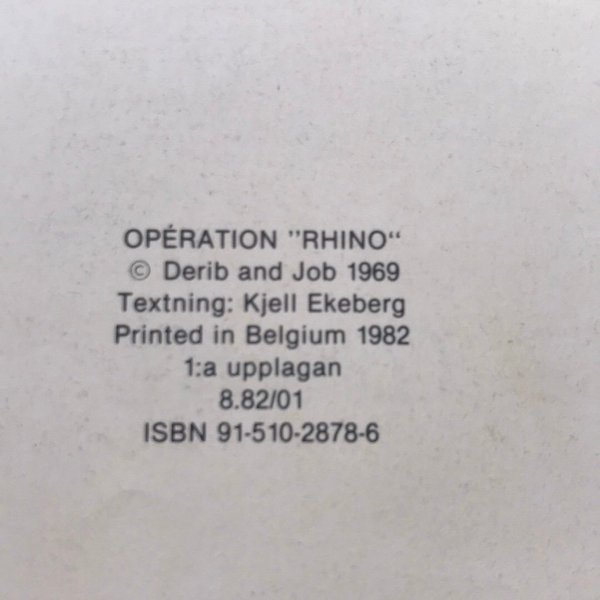 OPÉRATION "RHINO“
© Derib and Job 1969
Textning: Kjell Ekeberg
Printed in Belgium 1982
1:a upplagan
8.82/01
ISBN 91-510-2878-6